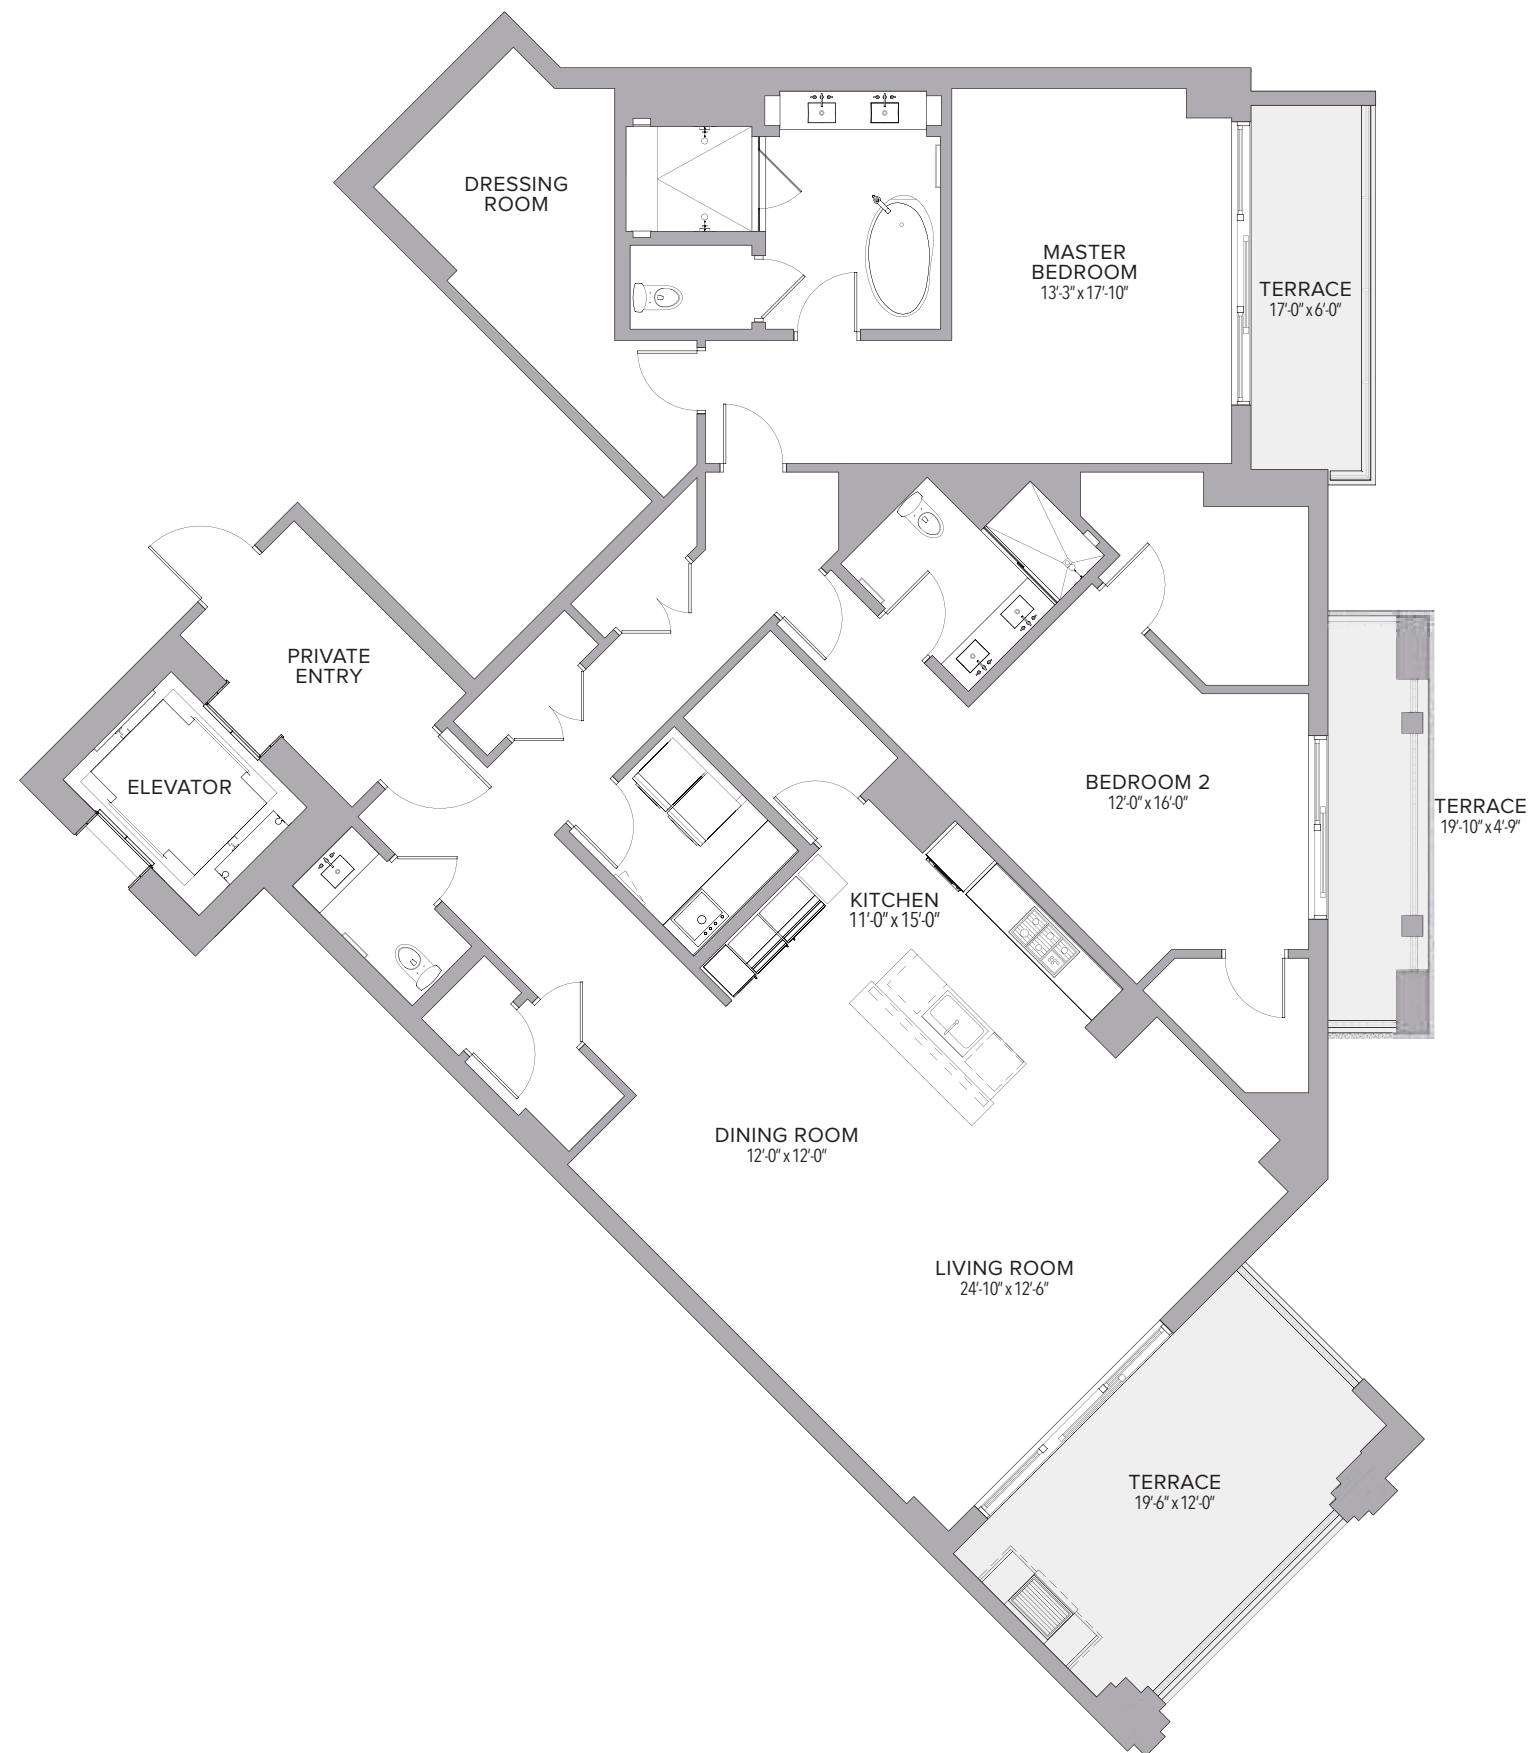 DRESSING
ROOM
MASTER
BEDROOM
13'-3" x 17'-10"
TERRACE
17'-0" x 6'-0"
PRIVATE
ENTRY
ELEVATOR
BEDROOM 2
12'-0" x 16'-0"
TERRACE
19'-10" x 4'-9"
KITCHEN
11'-0" x 15'-0"
DINING ROOM
12'-0" x 12'-0"
LIVING ROOM
24'-10" x 12'-6"
TERRACE
19'-6" x 12'-0"